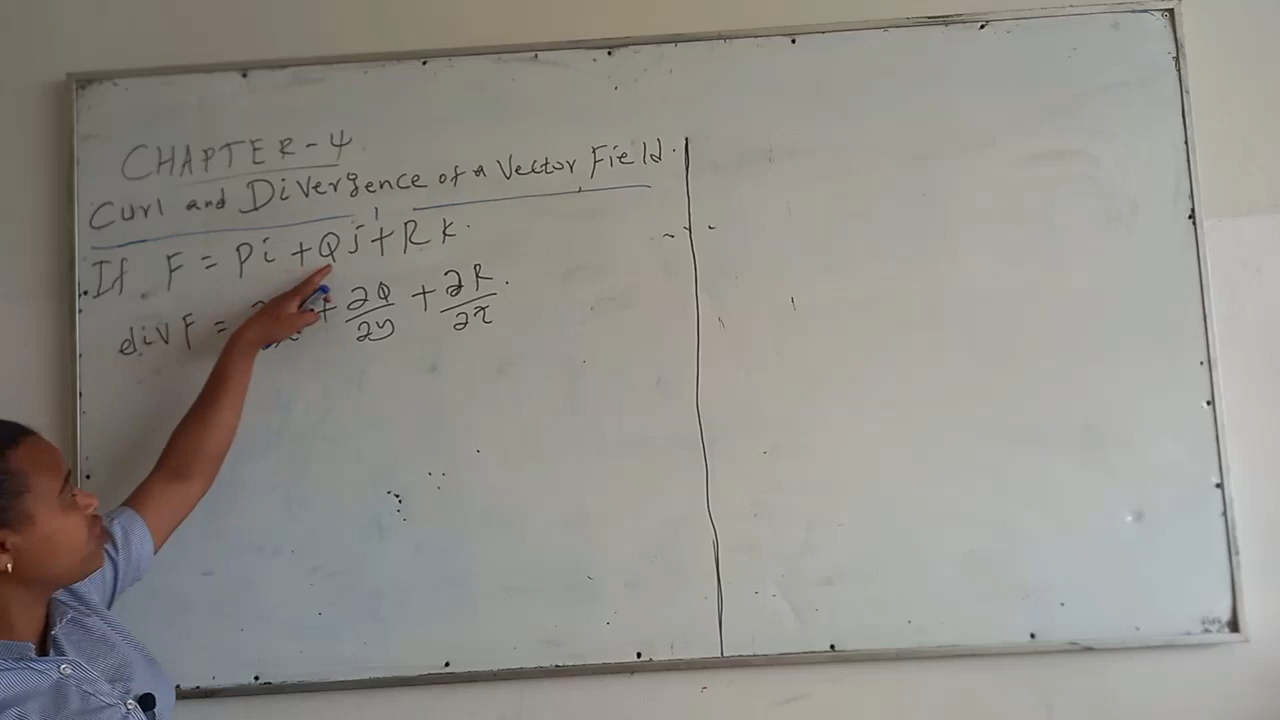 CHAPTER-4
Curl and Divergence of a Vector Field.
If F = Pi + Qj + Rk.
div F = + ∂Q/∂y + ∂R/∂z.